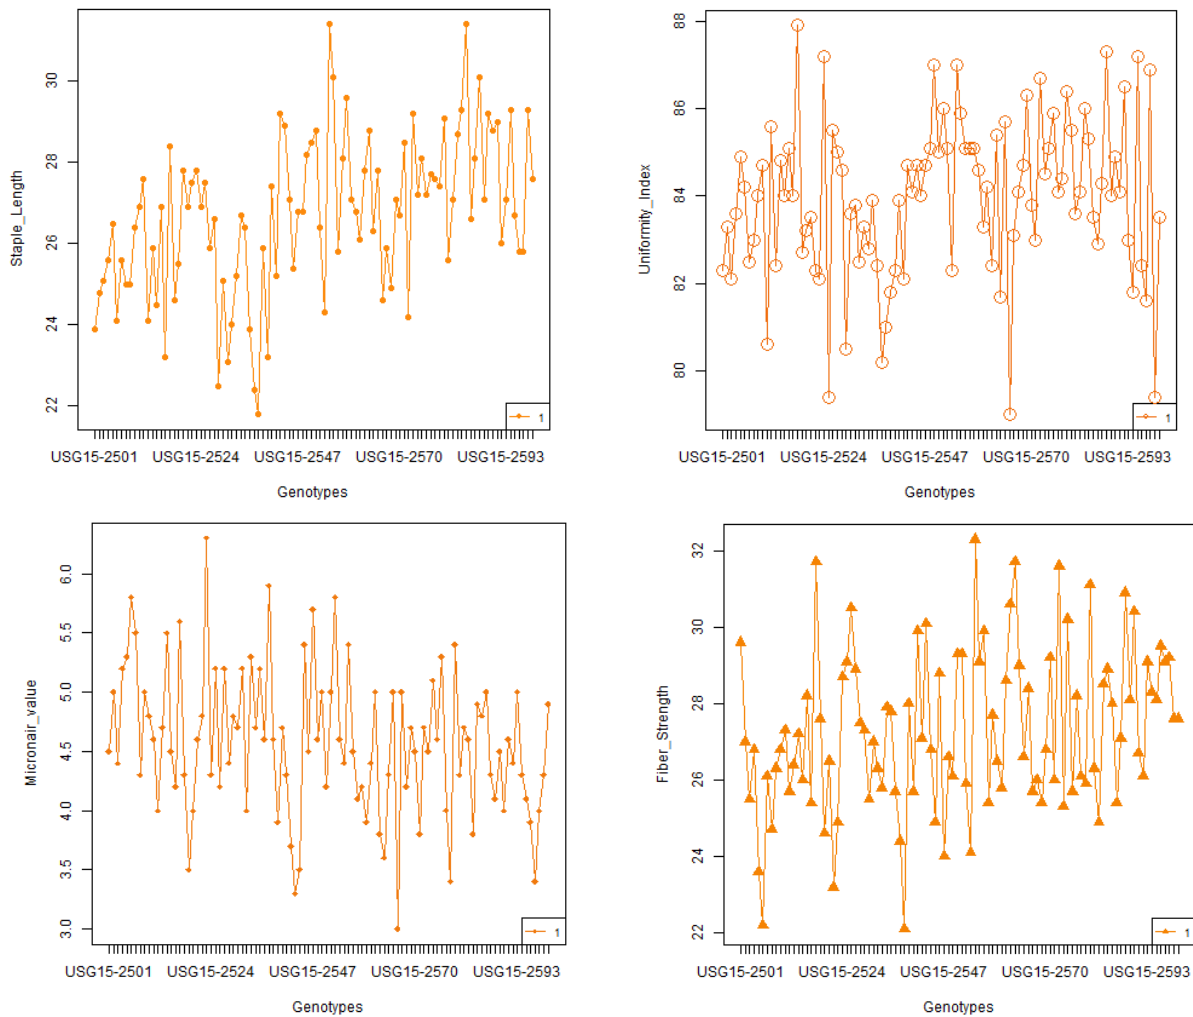 Staple_Length
30
28
26
24
22
1
USG15-2501 USG15-2524 USG15-2547 USG15-2570 USG15-2593
Genotypes
Uniformity_Index
88
86
84
82
80
1
USG15-2501 USG15-2524 USG15-2547 USG15-2570 USG15-2593
Genotypes
Micronair_value
6.0
5.5
5.0
4.5
4.0
3.5
3.0
1
USG15-2501 USG15-2524 USG15-2547 USG15-2570 USG15-2593
Genotypes
Fiber_Strength
32
30
28
26
24
22
1
USG15-2501 USG15-2524 USG15-2547 USG15-2570 USG15-2593
Genotypes